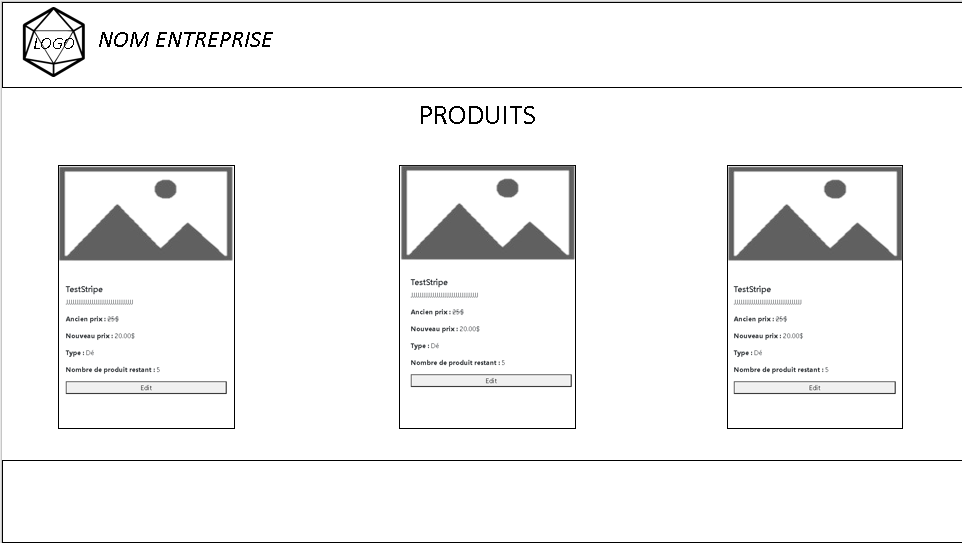 LOGO
NOM ENTREPRISE
PRODUITS
TestStripe
Ancien prix : 25$
Nouveau prix : 20.00$
Type : Dé
Nombre de produit restant : 5
Edit
TestStripe
Ancien prix : 25$
Nouveau prix : 20.00$
Type : Dé
Nombre de produit restant : 5
Edit
TestStripe
Ancien prix : 25$
Nouveau prix : 20.00$
Type : Dé
Nombre de produit restant : 5
Edit